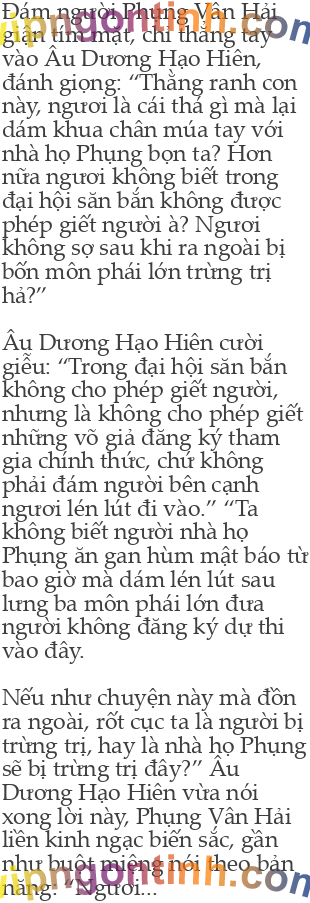 Đám người Phụng Vân Hải
giận tím mặt, chỉ thẳng tay
vào Âu Dương Hạo Hiên,
đánh giọng: “Thằng ranh con
này, ngươi là cái thá gì mà lại
dám khua chân múa tay với
nhà họ Phụng bọn ta? Hơn
nữa ngươi không biết trong
đại hội săn bắn không được
phép giết người à? Ngươi
không sợ sau khi ra ngoài bị
bốn môn phái lớn trừng trị
hả?”
Âu Dương Hạo Hiên cười
giễu: “Trong đại hội săn bắn
không cho phép giết người,
nhưng là không cho phép giết
những võ giả đăng ký tham
gia chính thức, chứ không
phải đám người bên cạnh
ngươi lén lút đi vào.” “Ta
không biết người nhà họ
Phụng ăn gan hùm mật báo từ
bao giờ mà dám lén lút sau
lưng ba môn phái lớn đưa
người không đăng ký dự thi
vào đây.
Nếu như chuyện này mà đồn
ra ngoài, rốt cục ta là người bị
trừng trị, hay là nhà họ Phụng
sẽ bị trừng trị đây?” Âu
Dương Hạo Hiên vừa nói
xong lời này, Phụng Vân Hải
liền kinh ngạc biến sắc, gần
như buột miệng nói theo bản
năng: “Ngươi...